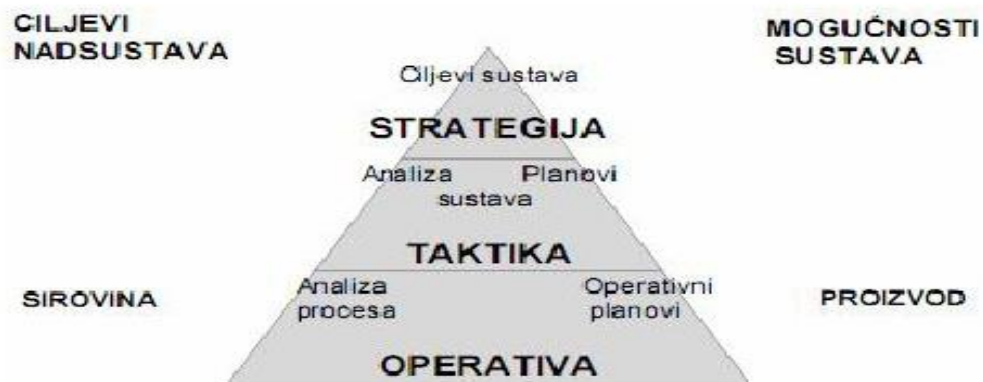 CILJEVI
NADSUSTAVA
MOGUĆNOSTI
SUSTAVA
Ciljevi sustava
STRATEGIJA
Analiza Planovi
sustava
TAKTIKA
SIROVINA
Analiza
procesa
Operativni
planovi
PROIZVOD
OPERATIVA